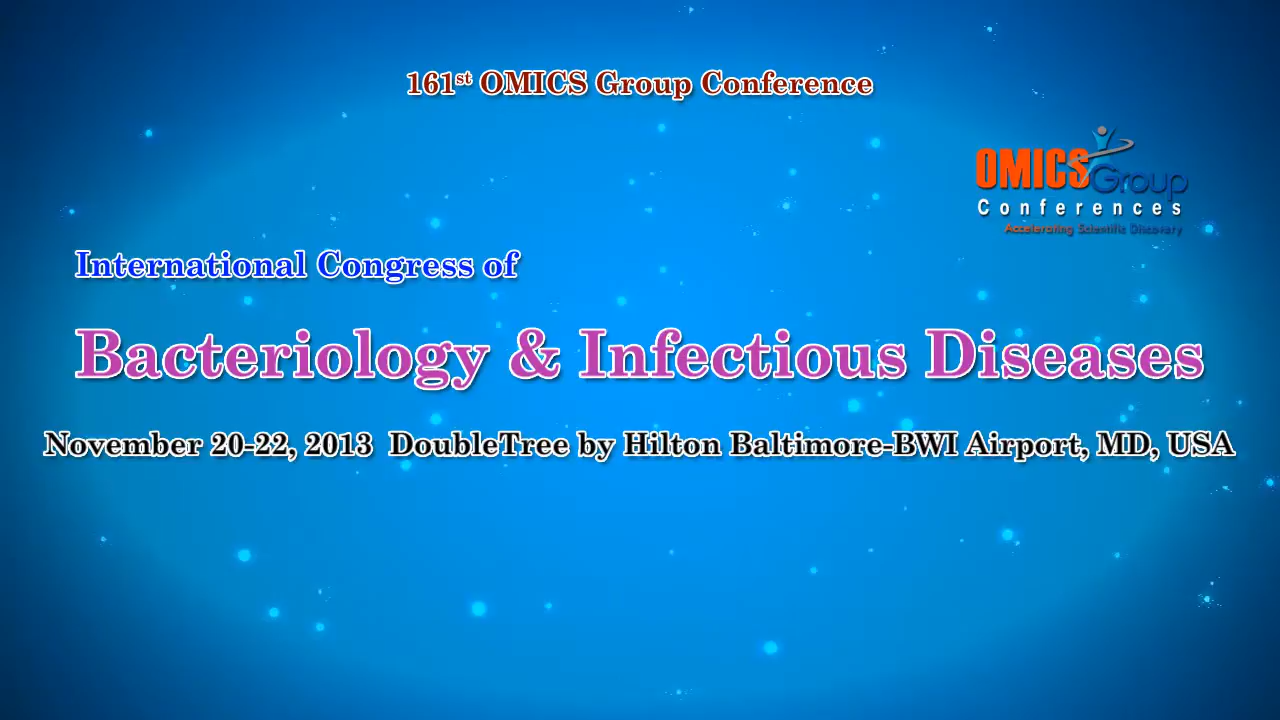 161st OMICS Group Conference
OMICS Group
Conferences
Accelerating Scientific Discovery
International Congress of
Bacteriology & Infectious Diseases
November 20-22, 2013 DoubleTree by Hilton Baltimore-BWI Airport, MD, USA